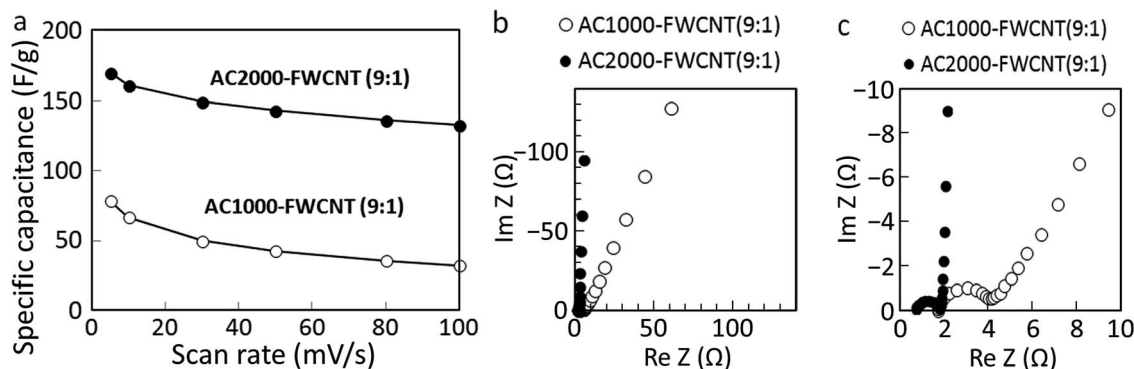 a
200
150
100
50
0
Specific capacitance (F/g)
AC2000-FWCNT (9:1)
AC1000-FWCNT (9:1)
0 20 40 60 80 100
Scan rate (mV/s)
b
AC1000-FWCNT(9:1)
AC2000-FWCNT(9:1)
−100
−50
0
Im Z (Ω)
0 50 100
Re Z (Ω)
c
AC1000-FWCNT(9:1)
AC2000-FWCNT(9:1)
−10
−8
−6
−4
−2
0
Im Z (Ω)
0 2 4 6 8 10
Re Z (Ω)